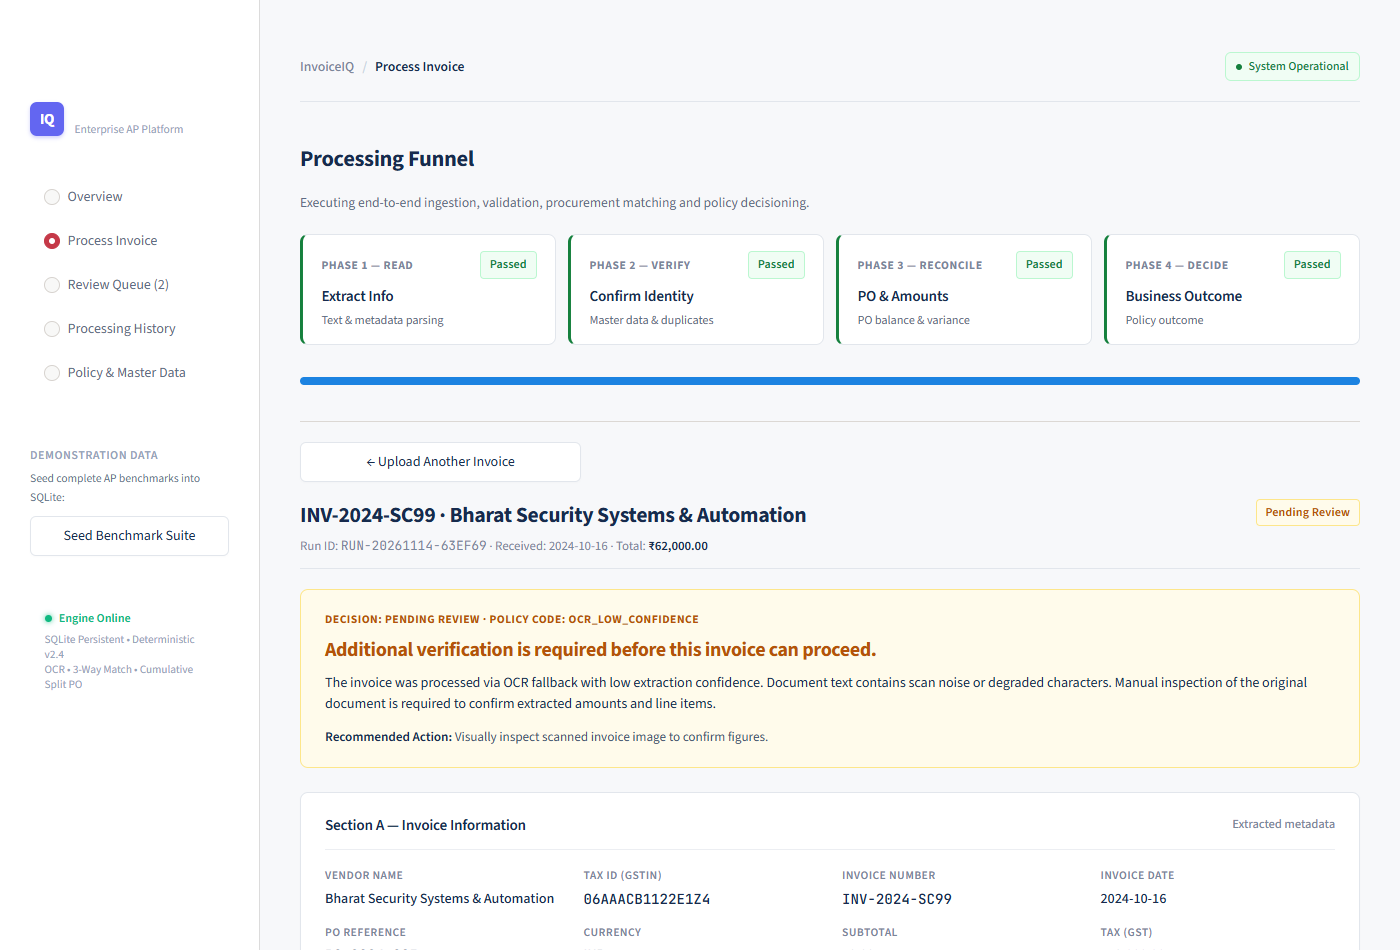 IQ
Enterprise AP Platform
Overview
Process Invoice
Review Queue (2)
Processing History
Policy & Master Data
DEMONSTRATION DATA
Seed complete AP benchmarks into
SQLite:
Seed Benchmark Suite
Engine Online
SQLite Persistent • Deterministic
v2.4
OCR • 3-Way Match • Cumulative
Split PO
InvoiceIQ / Process Invoice
System Operational
Processing Funnel
Executing end-to-end ingestion, validation, procurement matching and policy decisioning.
PHASE 1 — READ
Passed
Extract Info
Text & metadata parsing
PHASE 2 — VERIFY
Passed
Confirm Identity
Master data & duplicates
PHASE 3 — RECONCILE
Passed
PO & Amounts
PO balance & variance
PHASE 4 — DECIDE
Passed
Business Outcome
Policy outcome
← Upload Another Invoice
INV-2024-SC99 · Bharat Security Systems & Automation
Pending Review
Run ID: RUN-20261114-63EF69 · Received: 2024-10-16 · Total: ₹62,000.00
DECISION: PENDING REVIEW · POLICY CODE: OCR_LOW_CONFIDENCE
Additional verification is required before this invoice can proceed.
The invoice was processed via OCR fallback with low extraction confidence. Document text contains scan noise or degraded characters. Manual inspection of the original
document is required to confirm extracted amounts and line items.
Recommended Action: Visually inspect scanned invoice image to confirm figures.
Section A — Invoice Information
Extracted metadata
VENDOR NAME
Bharat Security Systems & Automation
TAX ID (GSTIN)
06AAACB1122E1Z4
INVOICE NUMBER
INV-2024-SC99
INVOICE DATE
2024-10-16
PO REFERENCE
CURRENCY
SUBTOTAL
TAX (GST)